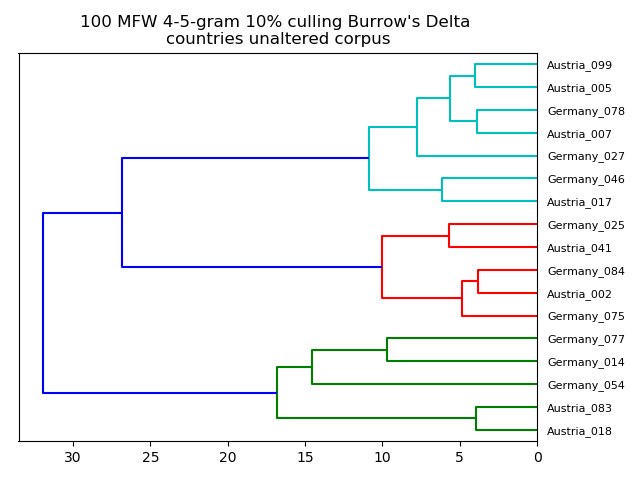 100 MFW 4-5-gram 10% culling Burrow's Delta
countries unaltered corpus
Austria_099
Austria_005
Germany_078
Austria_007
Germany_027
Germany_046
Austria_017
Germany_025
Austria_041
Germany_084
Austria_002
Germany_075
Germany_077
Germany_014
Germany_054
Austria_083
Austria_018
30 25 20 15 10 5 0